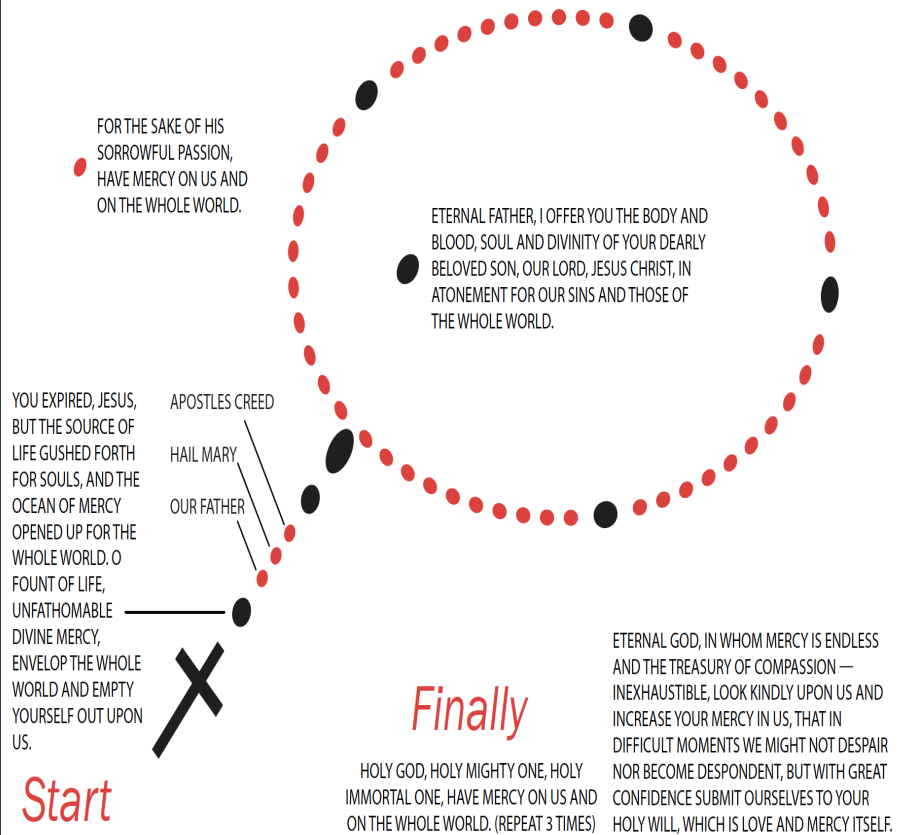 FOR THE SAKE OF HIS
SORROWFUL PASSION,
HAVE MERCY ON US AND
ON THE WHOLE WORLD.
ETERNAL FATHER, I OFFER YOU THE BODY AND
BLOOD, SOUL AND DIVINITY OF YOUR DEARLY
BELOVED SON, OUR LORD, JESUS CHRIST, IN
ATONEMENT FOR OUR SINS AND THOSE OF
THE WHOLE WORLD.
YOU EXPIRED, JESUS,
BUT THE SOURCE OF
LIFE GUSHED FORTH
FOR SOULS, AND THE
OCEAN OF MERCY
OPENED UP FOR THE
WHOLE WORLD. O
FOUNT OF LIFE,
UNFATHOMABLE
DIVINE MERCY,
ENVELOP THE WHOLE
WORLD AND EMPTY
YOURSELF OUT UPON
US.
APOSTLES CREED
HAIL MARY
OUR FATHER
Start
Finally
HOLY GOD, HOLY MIGHTY ONE, HOLY
IMMORTAL ONE, HAVE MERCY ON US AND
ON THE WHOLE WORLD. (REPEAT 3 TIMES)
ETERNAL GOD, IN WHOM MERCY IS ENDLESS
AND THE TREASURY OF COMPASSION —
INEXHAUSTIBLE, LOOK KINDLY UPON US AND
INCREASE YOUR MERCY IN US, THAT IN
DIFFICULT MOMENTS WE MIGHT NOT DESPAIR
NOR BECOME DESPONDENT, BUT WITH GREAT
CONFIDENCE SUBMIT OURSELVES TO YOUR
HOLY WILL, WHICH IS LOVE AND MERCY ITSELF.